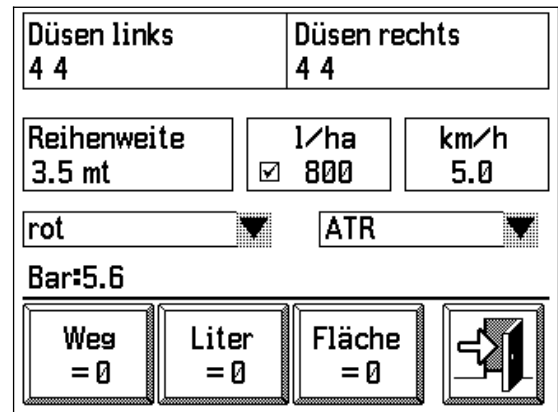 Düsen links
4 4
Düsen rechts
4 4
Reihenweite
3.5 mt
l/ha
800
km/h
5.0
rot
ATR
Bar:5.6
Weg
= 0
Liter
= 0
Fläche
= 0